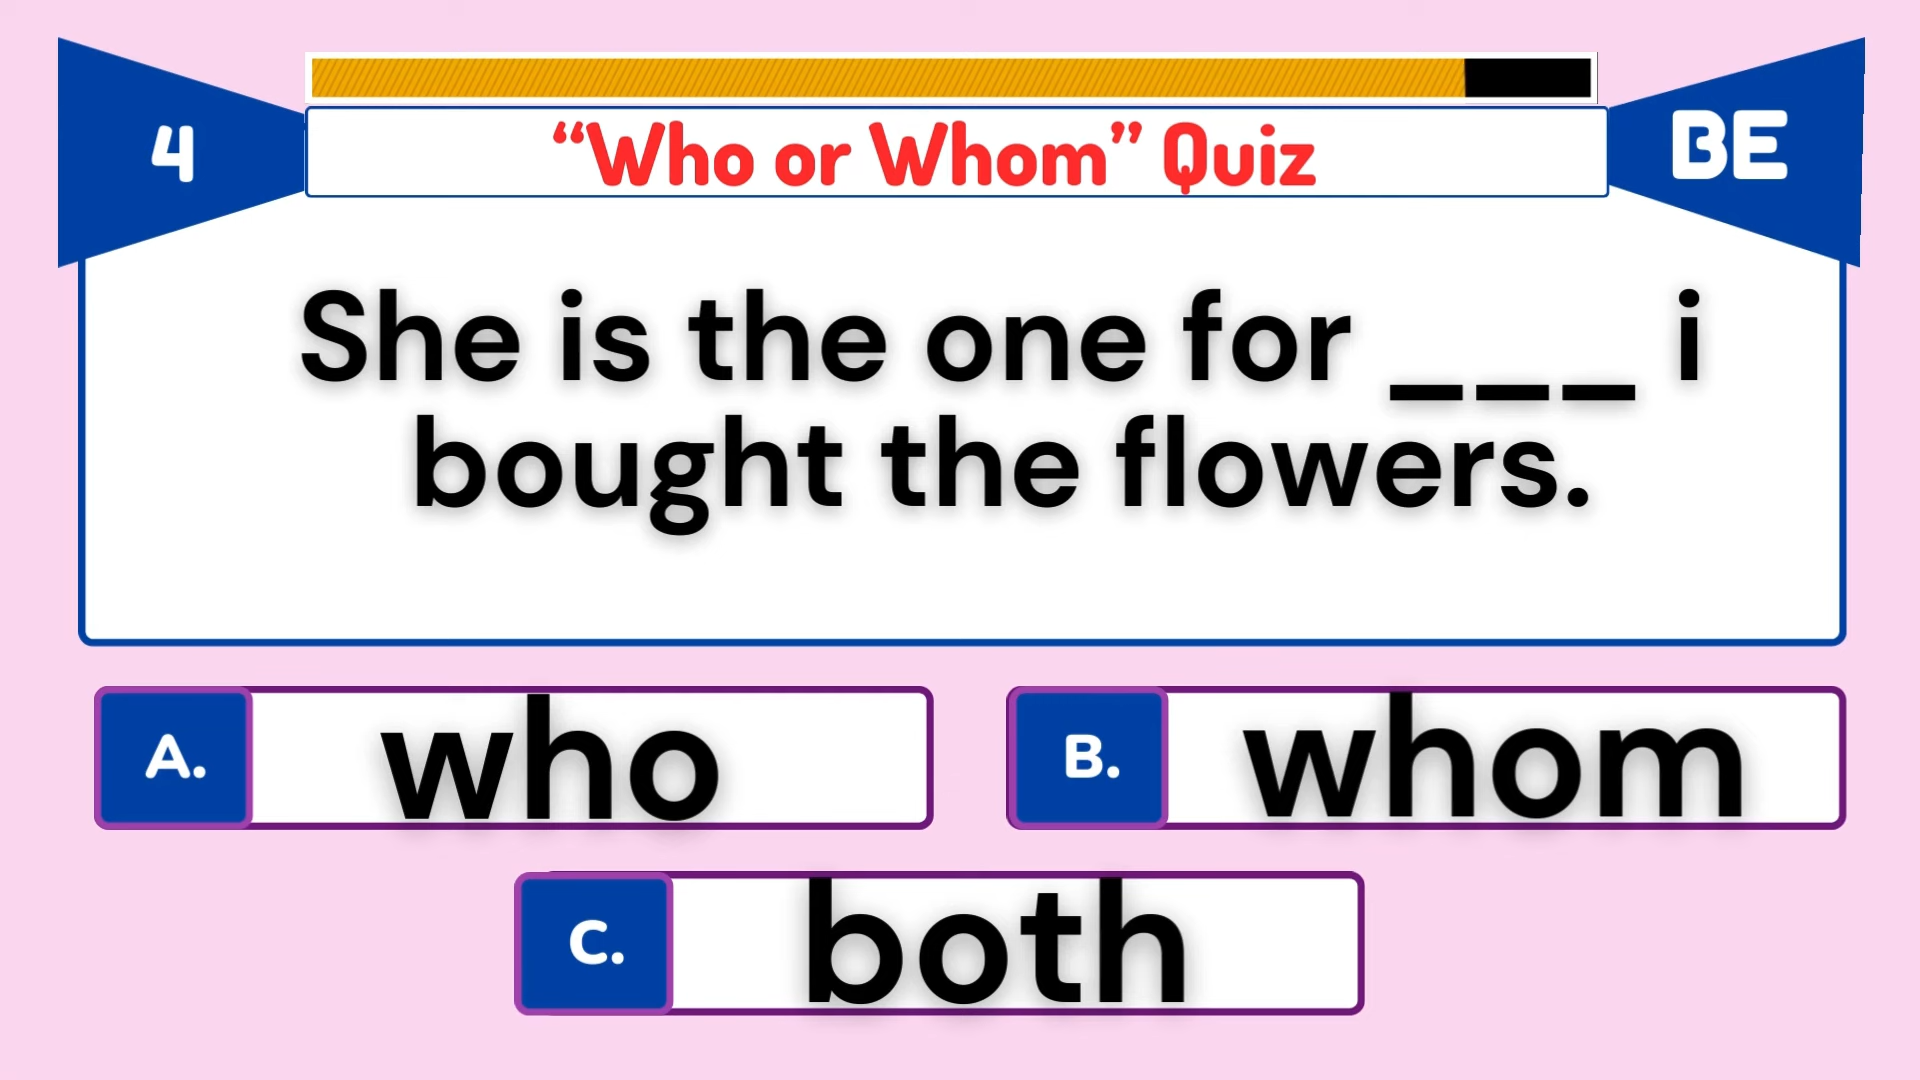 4
“Who or Whom” Quiz
BE
She is the one for ___ i
bought the flowers.
A. who
B. whom
C. both